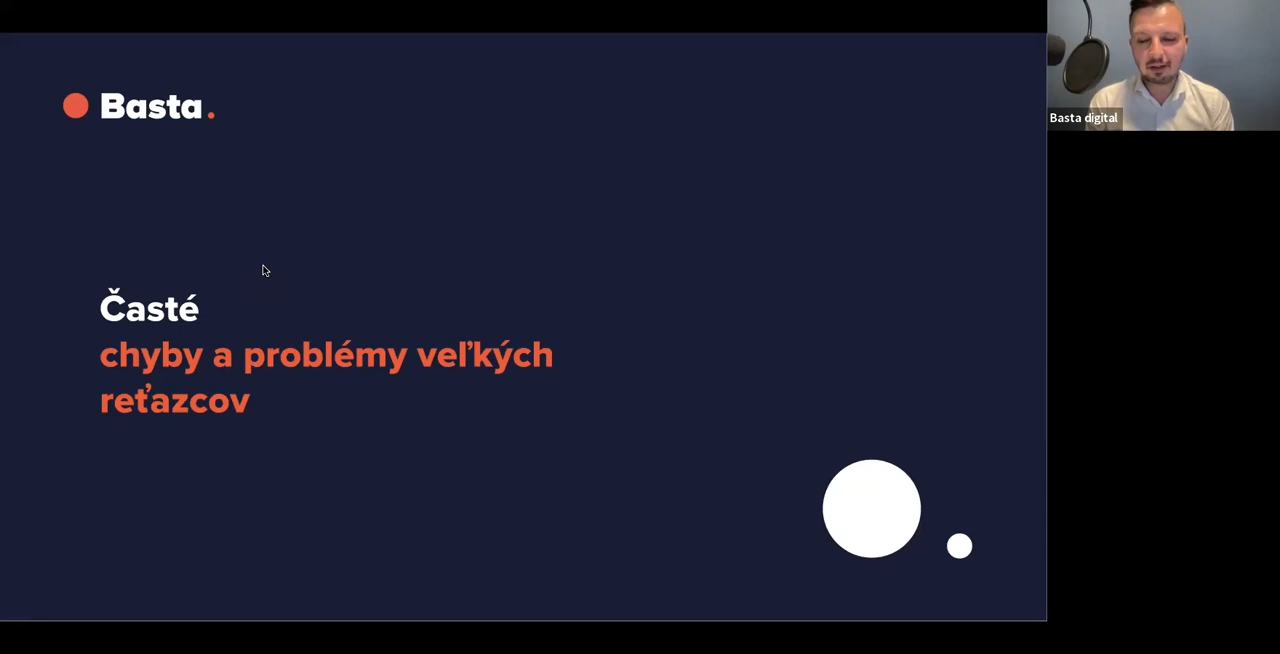 Basta.
Basta digital
Časté
chyby a problémy veľkých
reťazcov